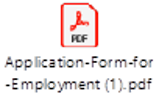 PDF
Application-Form-for
-Employment (1).pdf